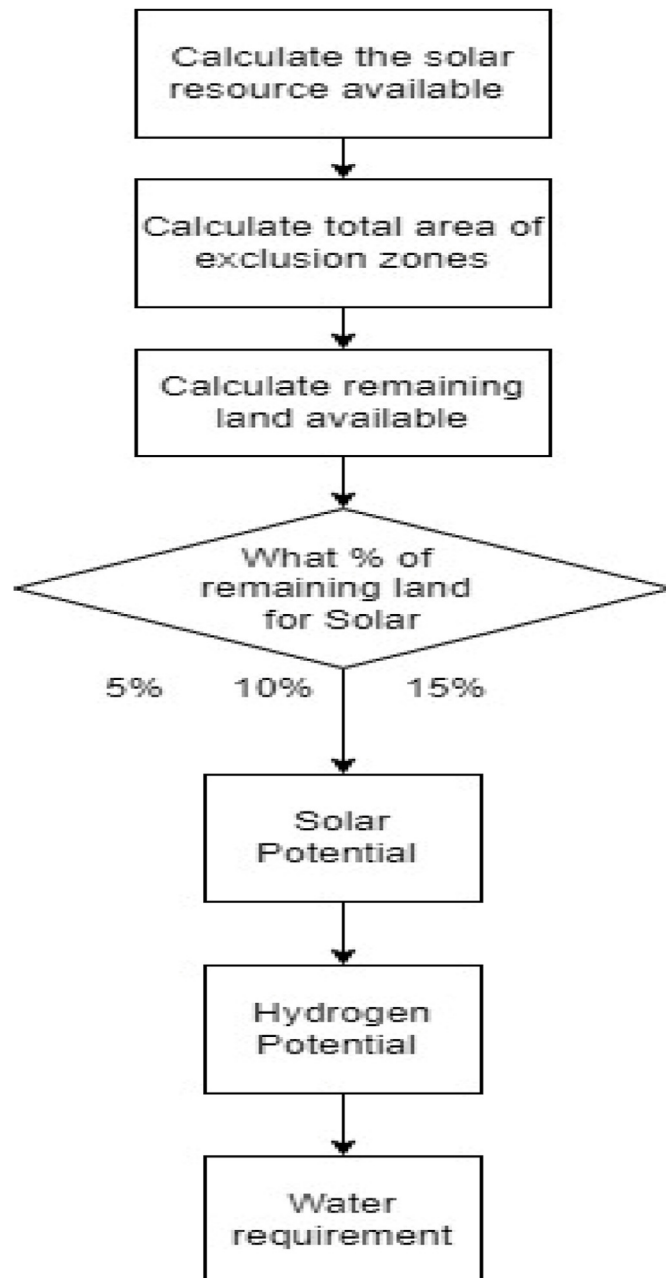 Calculate the solar
resource available
Calculate total area of
exclusion zones
Calculate remaining
land available
What % of
remaining land
for Solar
5% 10% 15%
Solar
Potential
Hydrogen
Potential
Water
requirement